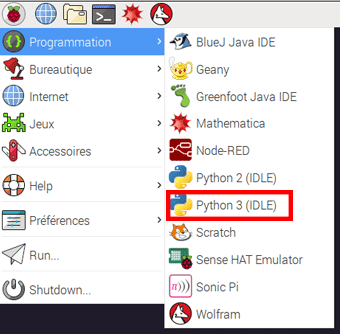 Programmation
Bureautique
Internet
Jeux
Accessoires
Help
Préférences
Run...
Shutdown...
BlueJ Java IDE
Geany
Greenfoot Java IDE
Mathematica
Node-RED
Python 2 (IDLE)
Python 3 (IDLE)
Scratch
Sense HAT Emulator
Sonic Pi
Wolfram